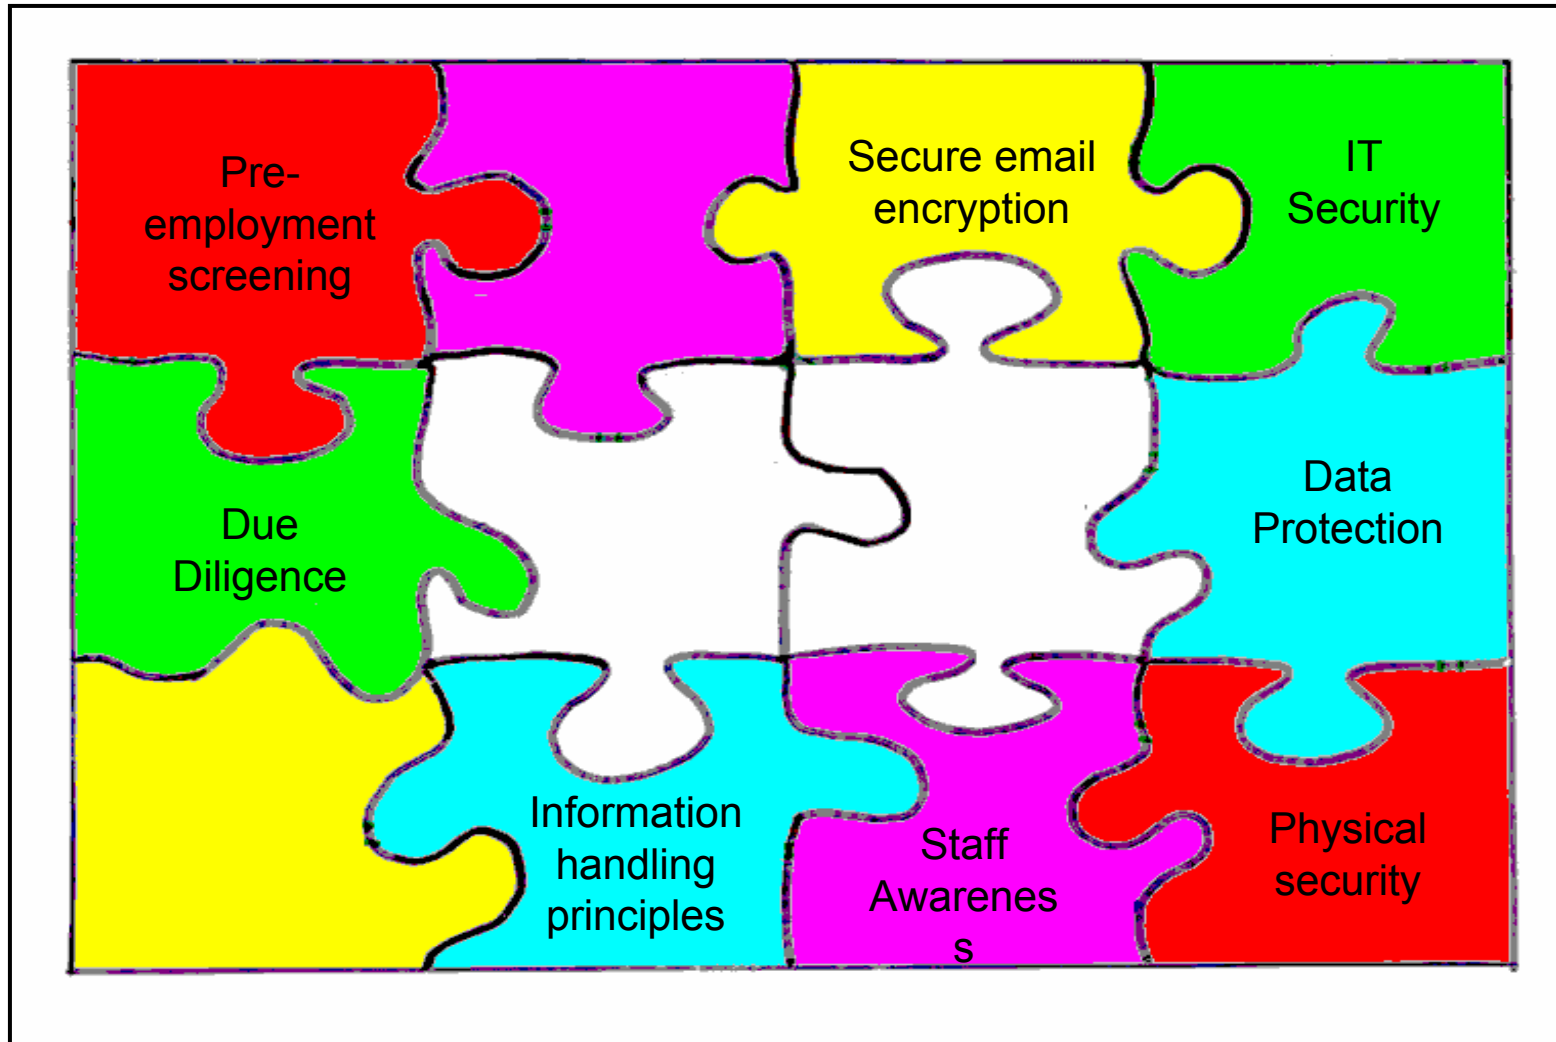 Pre-
employment
screening
Secure email
encryption
IT
Security
Due
Diligence
Data
Protection
Information
handling
principles
Staff
Awarenes
s
Physical
security